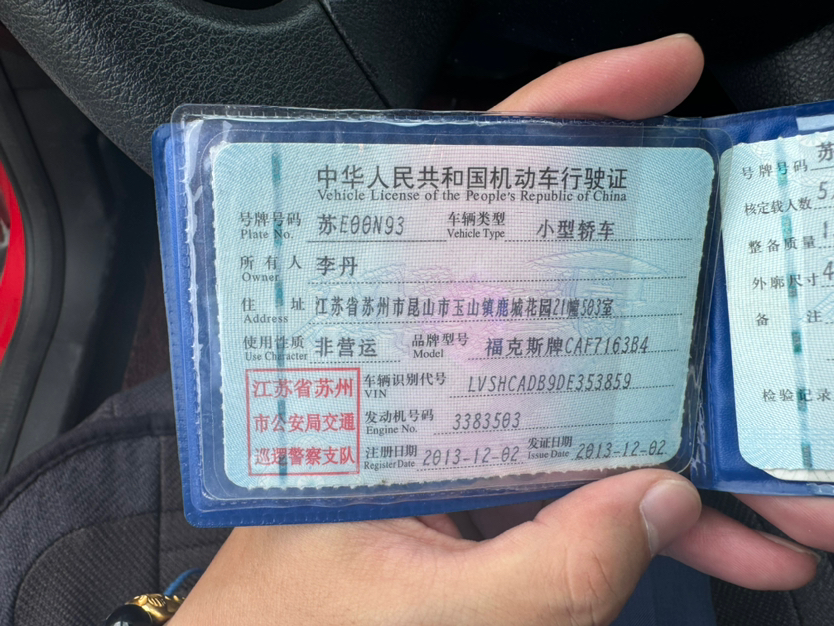 中华人民共和国机动车行驶证
Vehicle License of the People's Republic of China
号牌号码 苏E00N93 车辆类型 小型轿车
Plate No. Vehicle Type
所有人 李丹
Owner
住址 江苏省苏州市昆山市玉山镇鹿城花园21幢503室
Address
使用性质 非营运 品牌型号 福克斯牌CAF7163B4
Use Character Model
江苏省苏州
市公安局交通
巡逻警察支队
车辆识别代号 LVSHCADB9DE353859
VIN
发动机号码 3383503
Engine No.
注册日期 2013-12-02 发证日期 2013-12-02
Register Date Issue Date
号牌号码 苏
核定载人数 5
整备质量 1
外廓尺寸 4
备注
检验记录